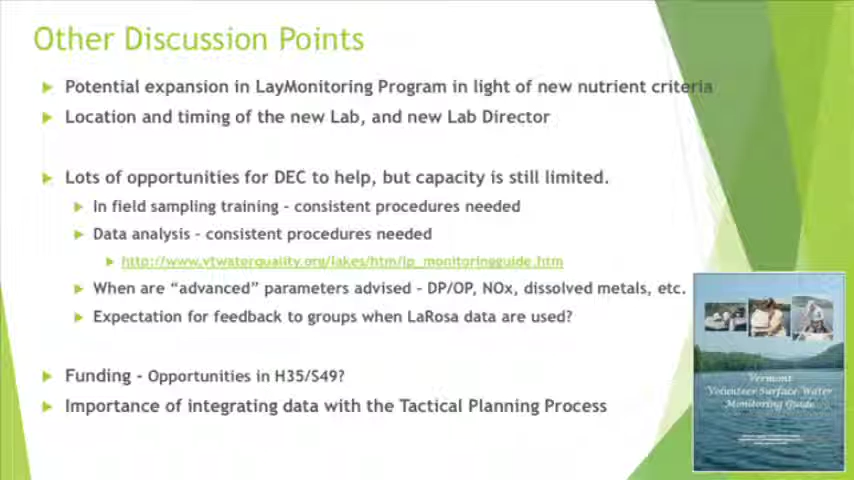 Other Discussion Points
Potential expansion in LayMonitoring Program in light of new nutrient criteria
Location and timing of the new Lab, and new Lab Director
Lots of opportunities for DEC to help, but capacity is still limited.
In field sampling training - consistent procedures needed
Data analysis - consistent procedures needed
http://www.vtwaterquality.org/lakes/htm/lp_monitoringguide.htm
When are “advanced” parameters advised - DP/OP, NOx, dissolved metals, etc.
Expectation for feedback to groups when LaRosa data are used?
Funding - Opportunities in H35/S49?
Importance of integrating data with the Tactical Planning Process
Vermont
Volunteer Surface Water
Monitoring Guide